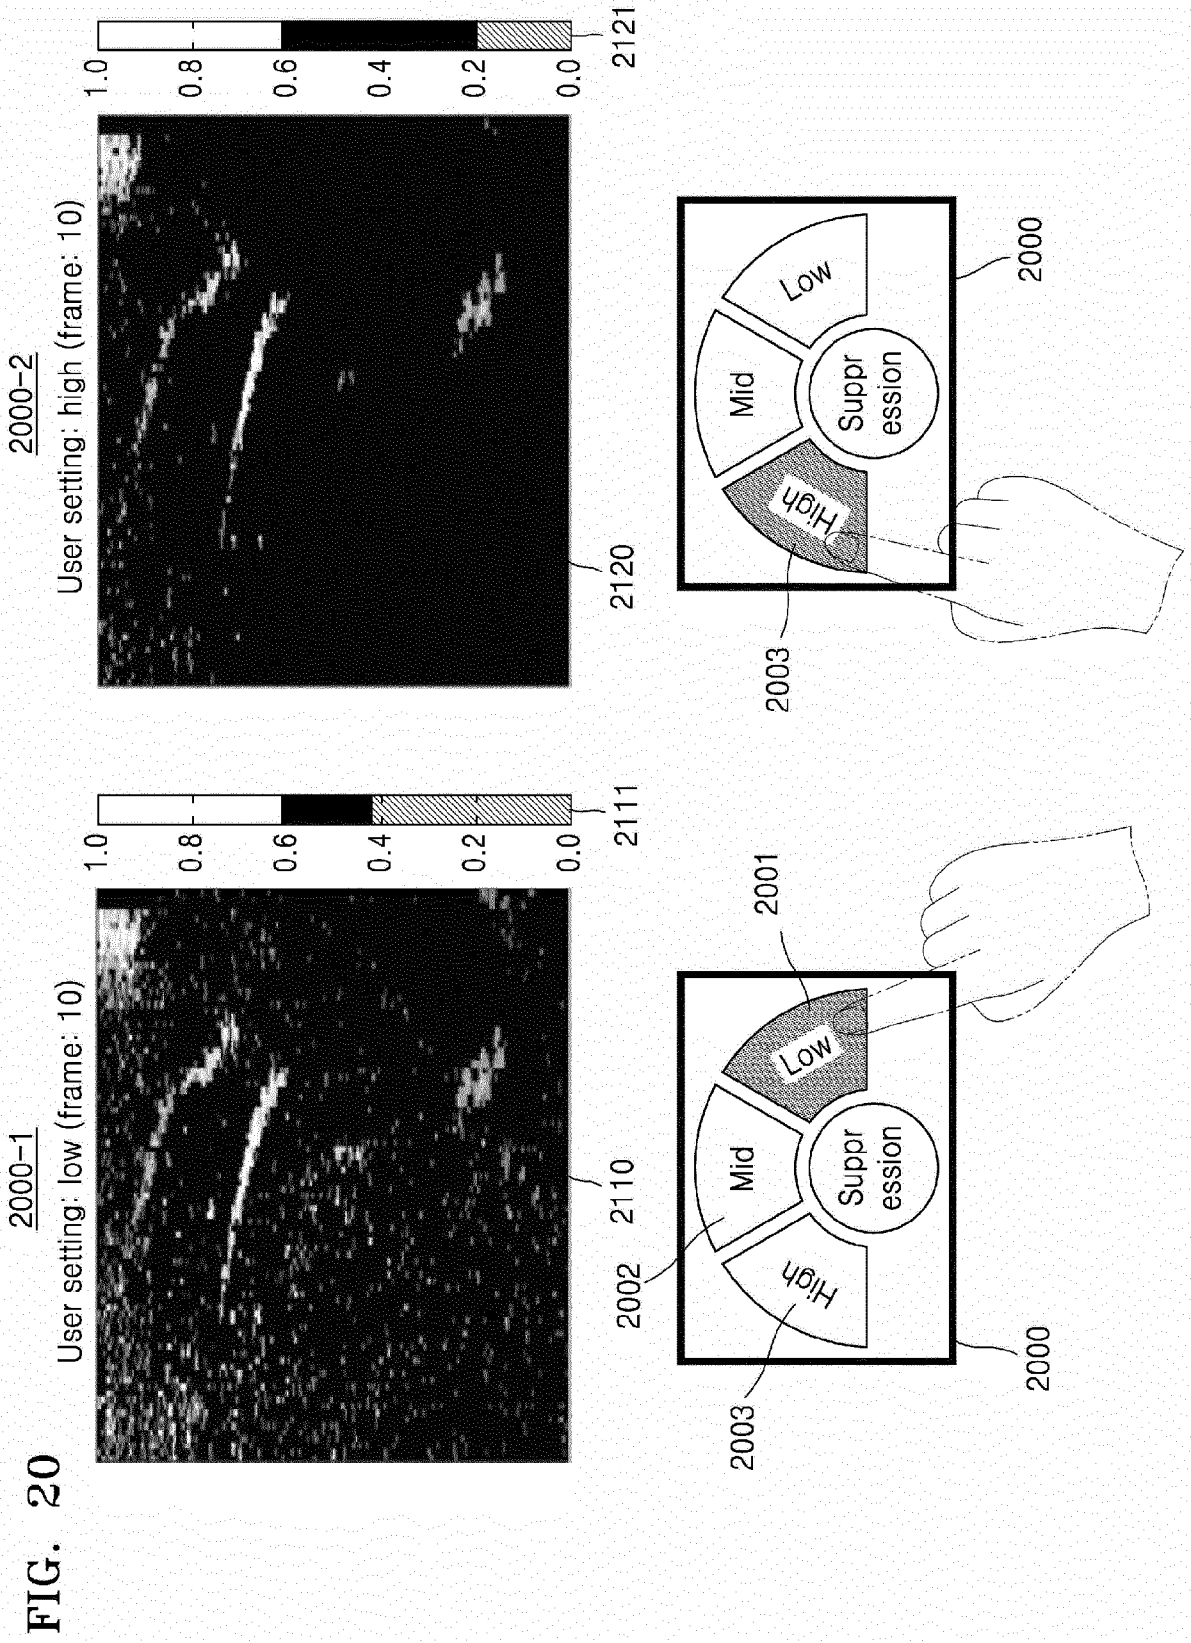 FIG. 20
2000-1
User setting: low (frame: 10)
1.0
0.8
0.6
0.4
0.2
0.0
2110
2111
2002
2001
2003
High
Mid
Low
Suppr
ession
2000
2000-2
User setting: high (frame: 10)
1.0
0.8
0.6
0.4
0.2
0.0
2120
2121
2003
High
Mid
Low
Suppr
ession
2000